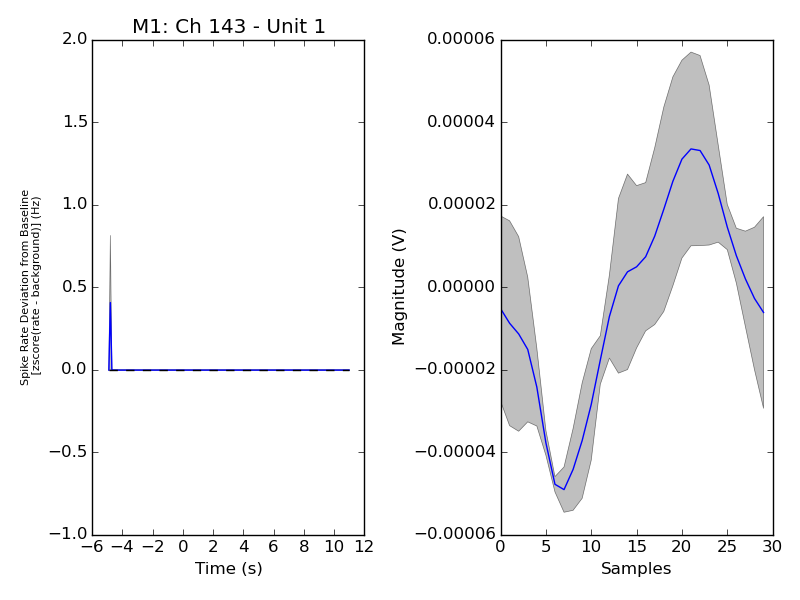 M1: Ch 143 - Unit 1
2.0
1.5
1.0
0.5
0.0
−0.5
−1.0
−6 −4 −2 0 2 4 6 8 10 12
Time (s)
Spike Rate Deviation from Baseline
[zscore(rate - background)] (Hz)
0.00006
0.00004
0.00002
0.00000
−0.00002
−0.00004
−0.00006
0 5 10 15 20 25 30
Samples
Magnitude (V)